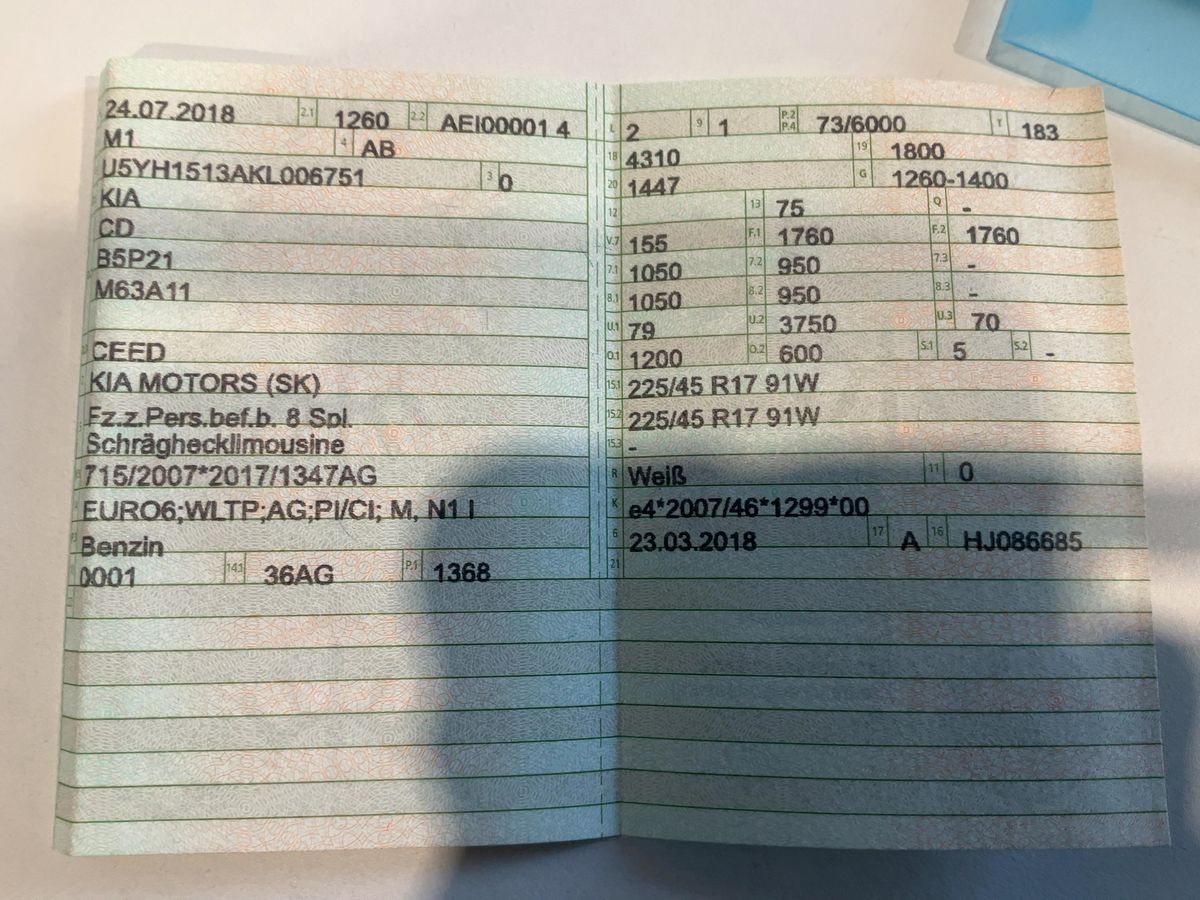 24.07.2018 2.1 1260 2.2 AEI00001 4
M1 4 AB
U5YH1513AKL006751 3 0
KIA
CD
B5P21
M63A11
CEED
KIA MOTORS (SK)
Fz.z.Pers.bef.b. 8 Spl.
Schräghecklimousine
715/2007*2017/1347AG
EURO6;WLTP;AG;PI/CI; M, N1 I
Benzin
0001 14.1 36AG P.1 1368
L 2 9 1 P.2 P.4 73/6000 T 183
18 4310 19 1800
20 1447 G 1260-1400
12 13 75 Q -
V.7 155 F.1 1760 F.2 1760
7.1 1050 7.2 950 7.3 -
8.1 1050 8.2 950 8.3 -
U.1 79 U.2 3750 U.3 70
O.1 1200 O.2 600 S.1 5 S.2 -
15.1 225/45 R17 91W
15.2 225/45 R17 91W
15.3 -
R Weiß 11 0
K e4*2007/46*1299*00
6 23.03.2018 17 A 16 HJ086685
21